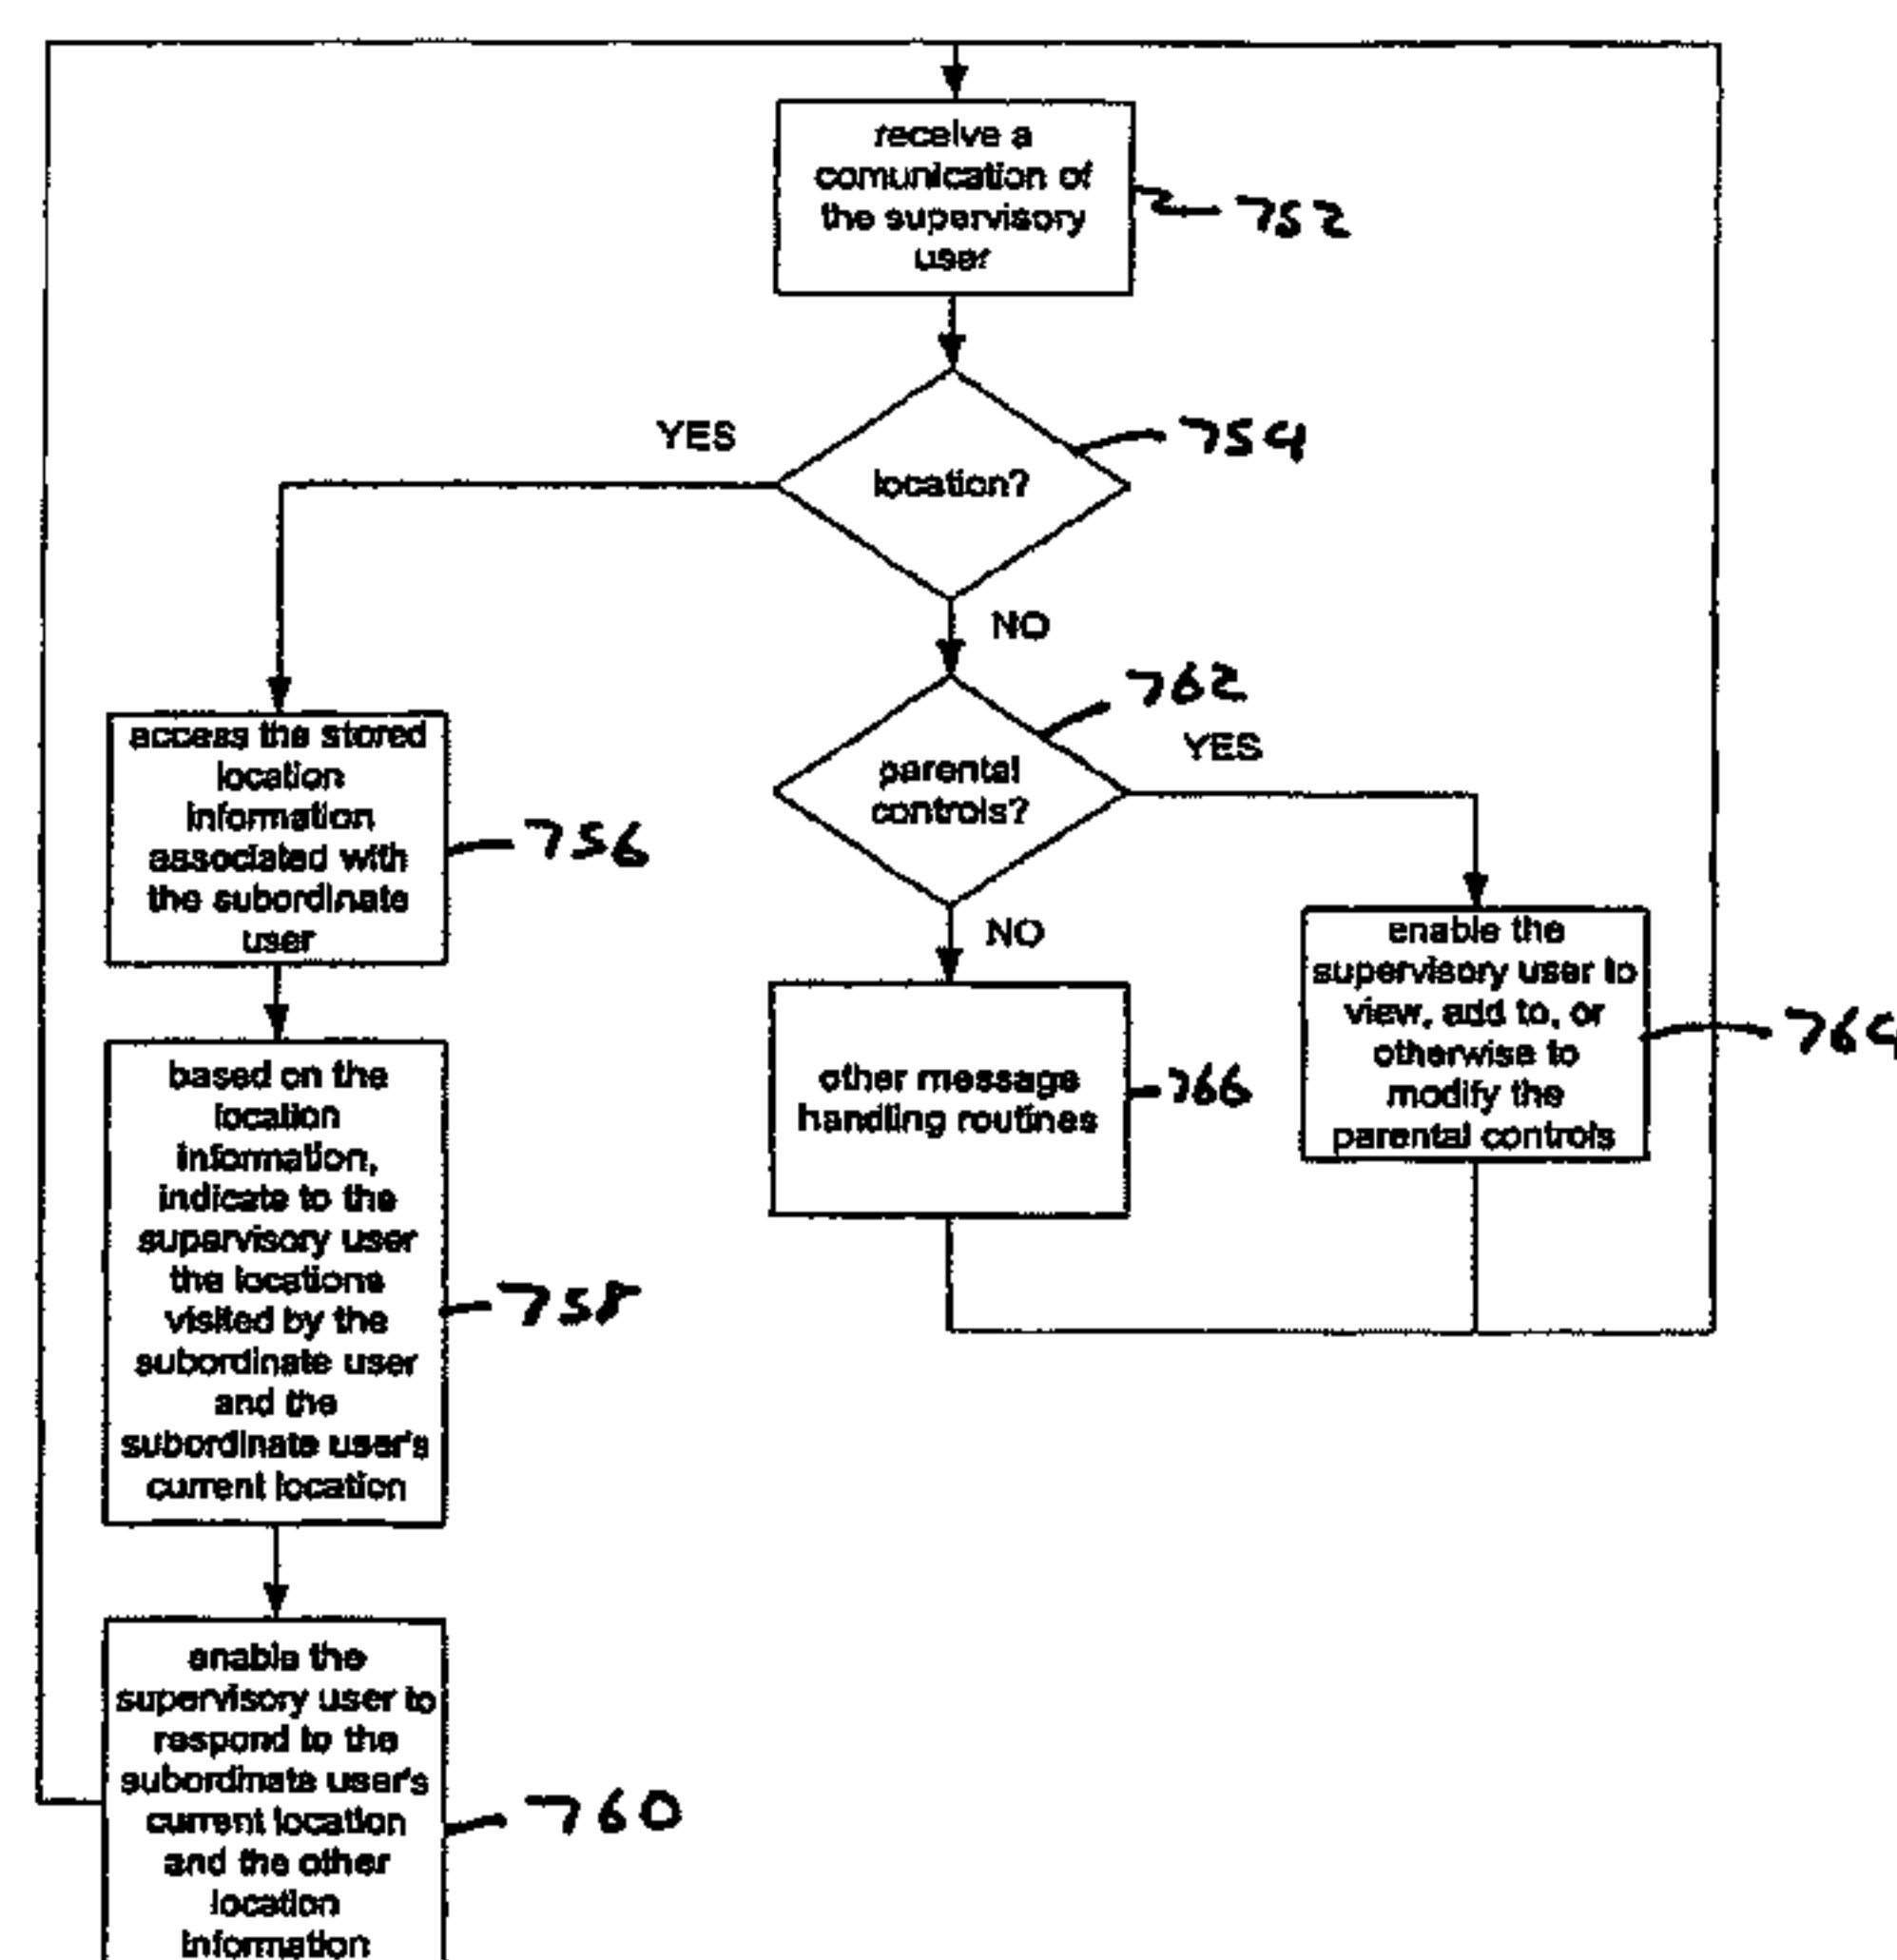 receive a
comunication of
the supervisory
user
752
YES
location?
754
NO
762
parental
controls?
YES
access the stored
location
information
associated with
the subordinate
user
756
NO
enable the
supervisory user to
view, add to, or
otherwise to
modify the
parental controls
764
other message
handling routines
766
based on the
location
information,
indicate to the
supervisory user
the locations
visited by the
subordinate user
and the
subordinate user's
current location
758
enable the
supervisory user to
respond to the
subordinate user's
current location
and the other
location
information
760